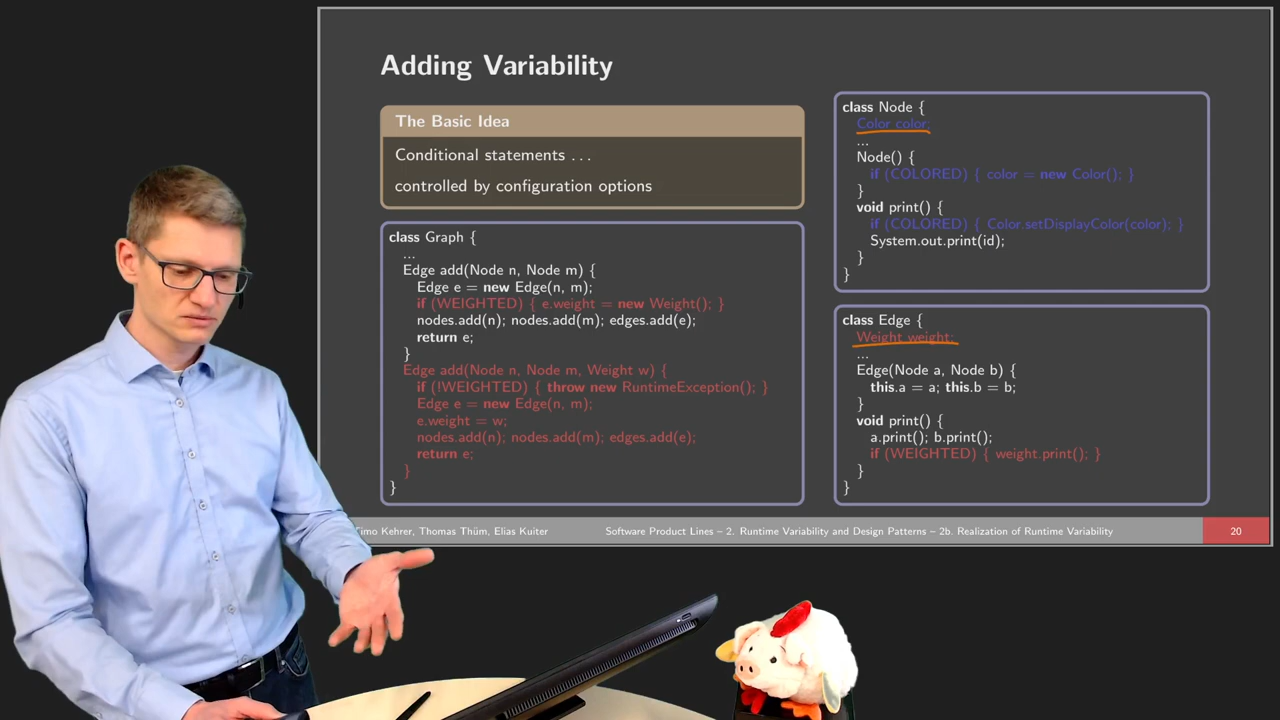 Adding Variability
The Basic Idea
Conditional statements . . .
controlled by configuration options
class Graph {
...
Edge add(Node n, Node m) {
Edge e = new Edge(n, m);
if (WEIGHTED) { e.weight = new Weight(); }
nodes.add(n); nodes.add(m); edges.add(e);
return e;
}
Edge add(Node n, Node m, Weight w) {
if (!WEIGHTED) { throw new RuntimeException(); }
Edge e = new Edge(n, m);
e.weight = w;
nodes.add(n); nodes.add(m); edges.add(e);
return e;
}
}
class Node {
Color color;
...
Node() {
if (COLORED) { color = new Color(); }
}
void print() {
if (COLORED) { Color.setDisplayColor(color); }
System.out.print(id);
}
}
class Edge {
Weight weight;
...
Edge(Node a, Node b) {
this.a = a; this.b = b;
}
void print() {
a.print(); b.print();
if (WEIGHTED) { weight.print(); }
}
}
Timo Kehrer, Thomas Thüm, Elias Kuiter
Software Product Lines – 2. Runtime Variability and Design Patterns – 2b. Realization of Runtime Variability
20